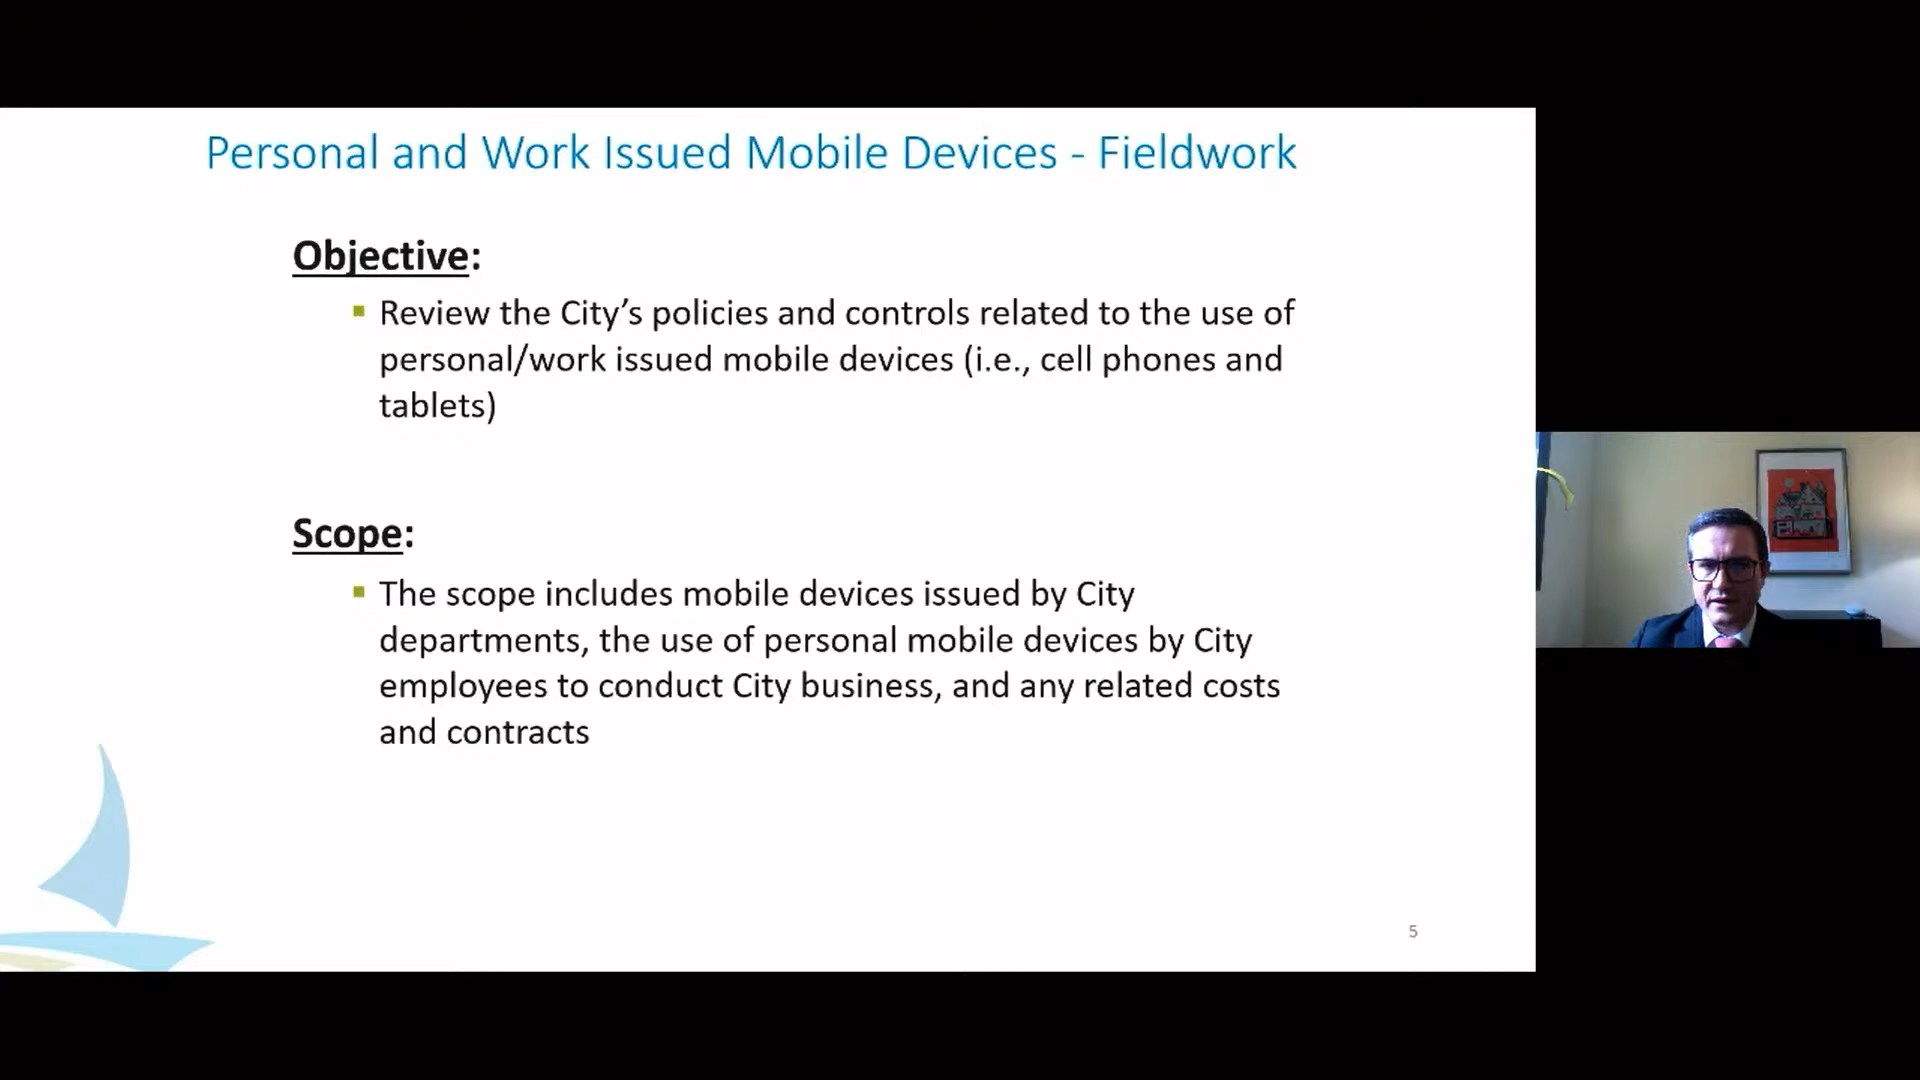 Personal and Work Issued Mobile Devices - Fieldwork
Objective:
▪ Review the City’s policies and controls related to the use of
personal/work issued mobile devices (i.e., cell phones and
tablets)
Scope:
▪ The scope includes mobile devices issued by City
departments, the use of personal mobile devices by City
employees to conduct City business, and any related costs
and contracts
5